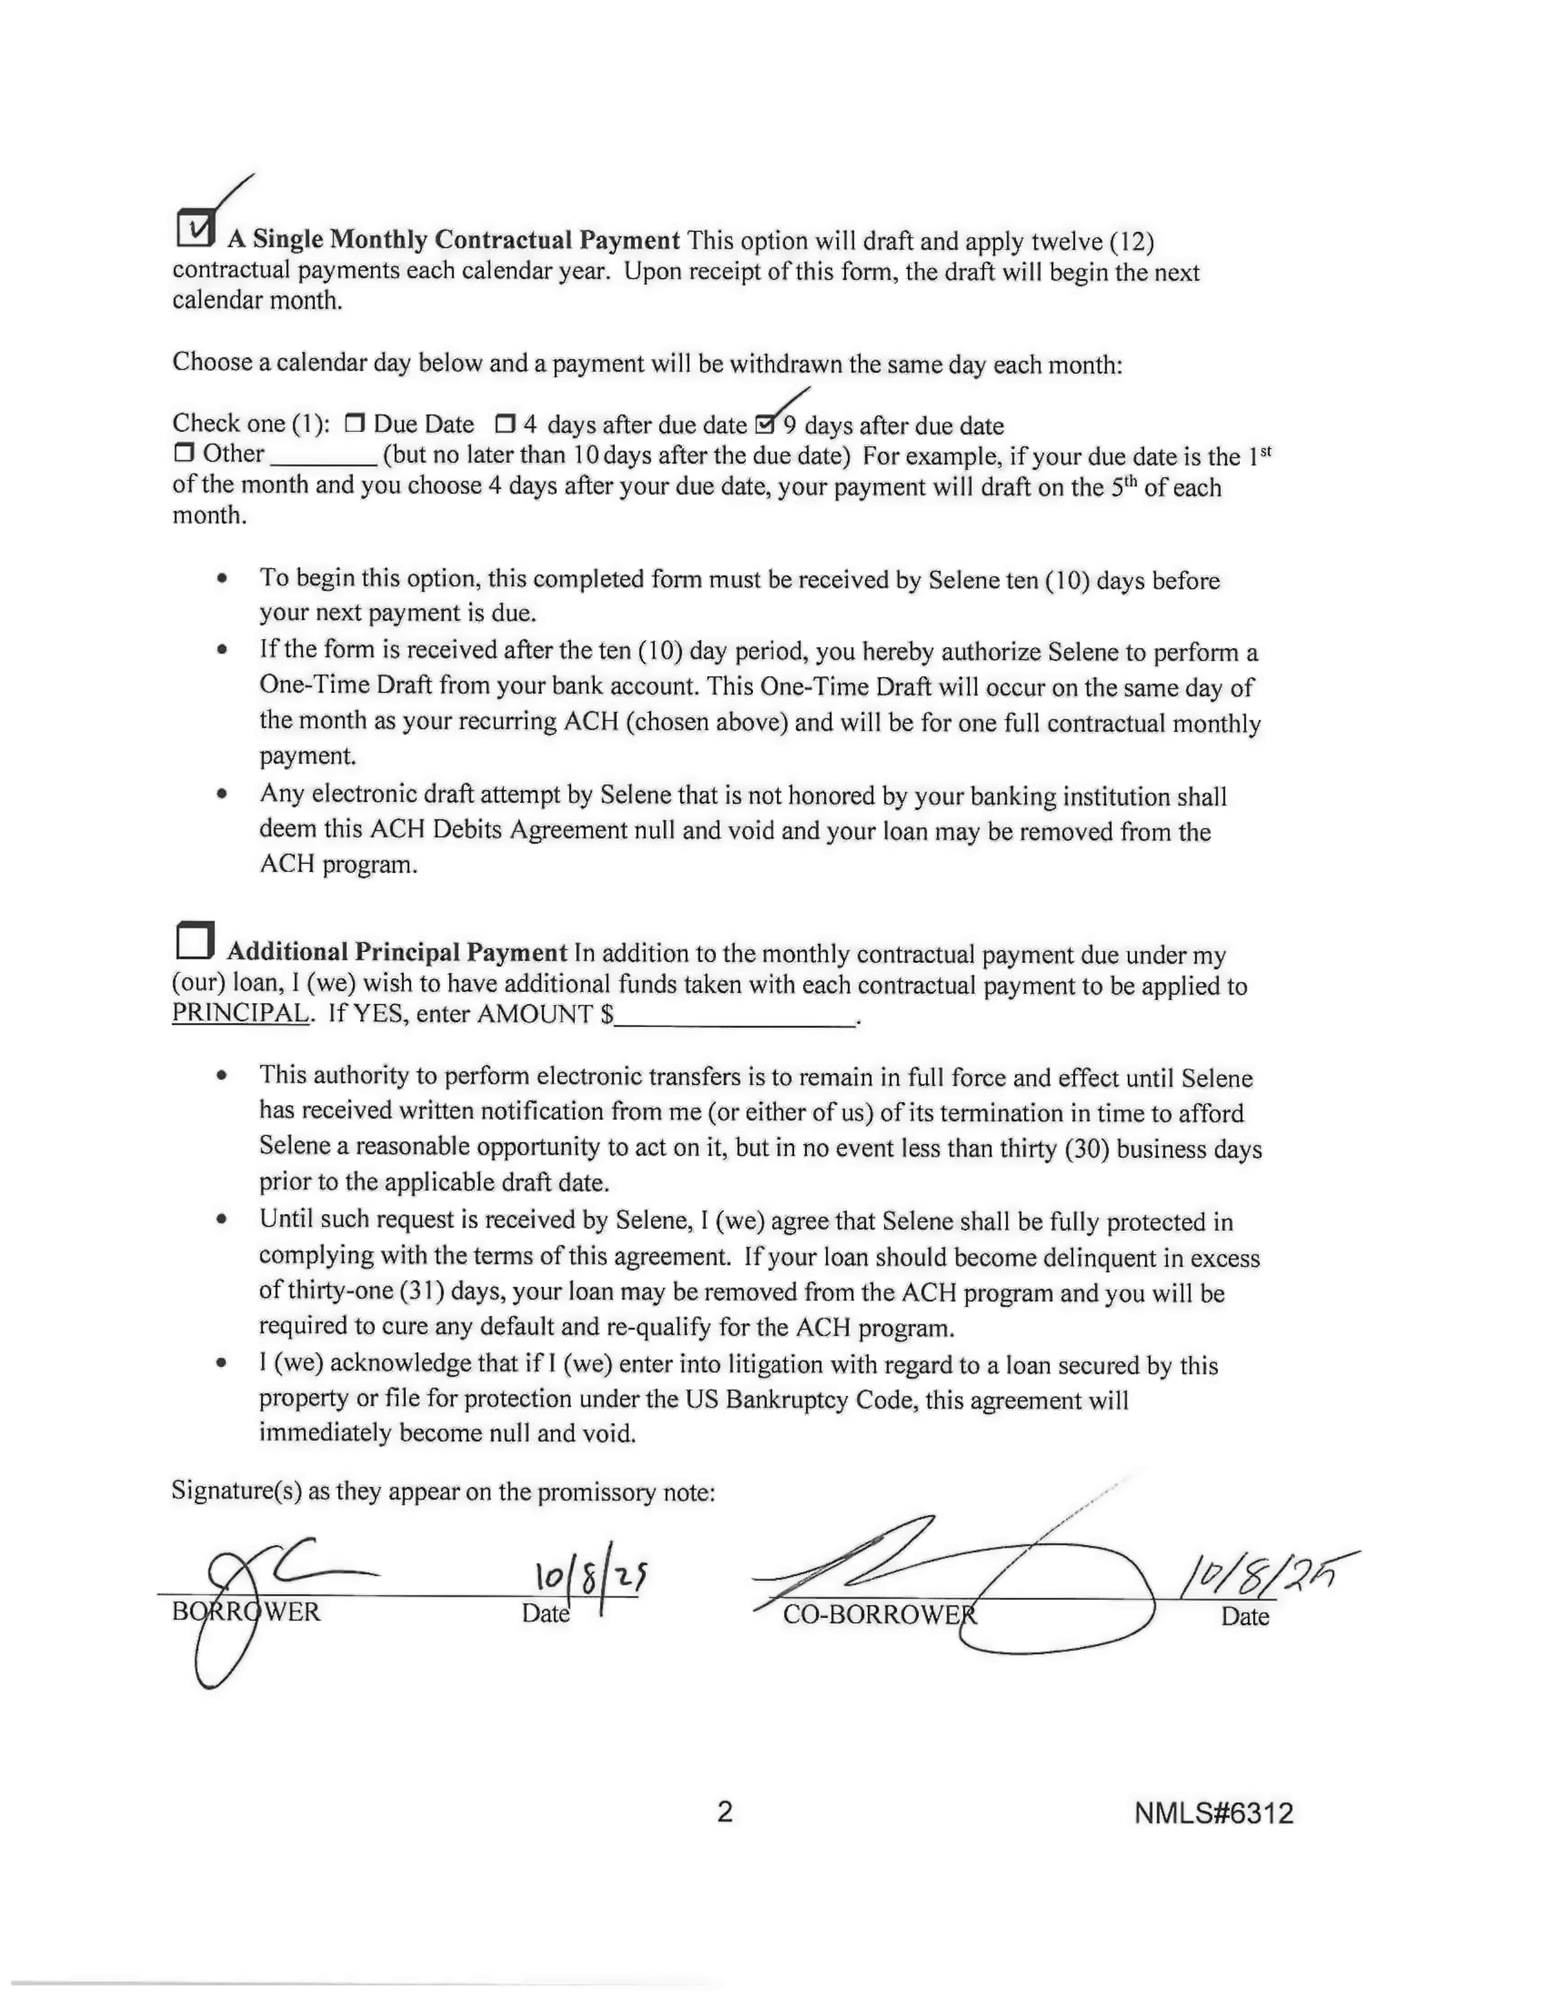 ☑ A Single Monthly Contractual Payment This option will draft and apply twelve (12)
contractual payments each calendar year. Upon receipt of this form, the draft will begin the next
calendar month.
Choose a calendar day below and a payment will be withdrawn the same day each month:
Check one (1): ☐ Due Date ☐ 4 days after due date ☑ 9 days after due date
☐ Other ________ (but no later than 10 days after the due date) For example, if your due date is the 1st
of the month and you choose 4 days after your due date, your payment will draft on the 5th of each
month.
• To begin this option, this completed form must be received by Selene ten (10) days before
your next payment is due.
• If the form is received after the ten (10) day period, you hereby authorize Selene to perform a
One-Time Draft from your bank account. This One-Time Draft will occur on the same day of
the month as your recurring ACH (chosen above) and will be for one full contractual monthly
payment.
• Any electronic draft attempt by Selene that is not honored by your banking institution shall
deem this ACH Debits Agreement null and void and your loan may be removed from the
ACH program.
☐ Additional Principal Payment In addition to the monthly contractual payment due under my
(our) loan, I (we) wish to have additional funds taken with each contractual payment to be applied to
PRINCIPAL. If YES, enter AMOUNT $__________________.
• This authority to perform electronic transfers is to remain in full force and effect until Selene
has received written notification from me (or either of us) of its termination in time to afford
Selene a reasonable opportunity to act on it, but in no event less than thirty (30) business days
prior to the applicable draft date.
• Until such request is received by Selene, I (we) agree that Selene shall be fully protected in
complying with the terms of this agreement. If your loan should become delinquent in excess
of thirty-one (31) days, your loan may be removed from the ACH program and you will be
required to cure any default and re-qualify for the ACH program.
• I (we) acknowledge that if I (we) enter into litigation with regard to a loan secured by this
property or file for protection under the US Bankruptcy Code, this agreement will
immediately become null and void.
Signature(s) as they appear on the promissory note:
10/8/25 10/8/25
BORROWER Date CO-BORROWER Date
2 NMLS#6312